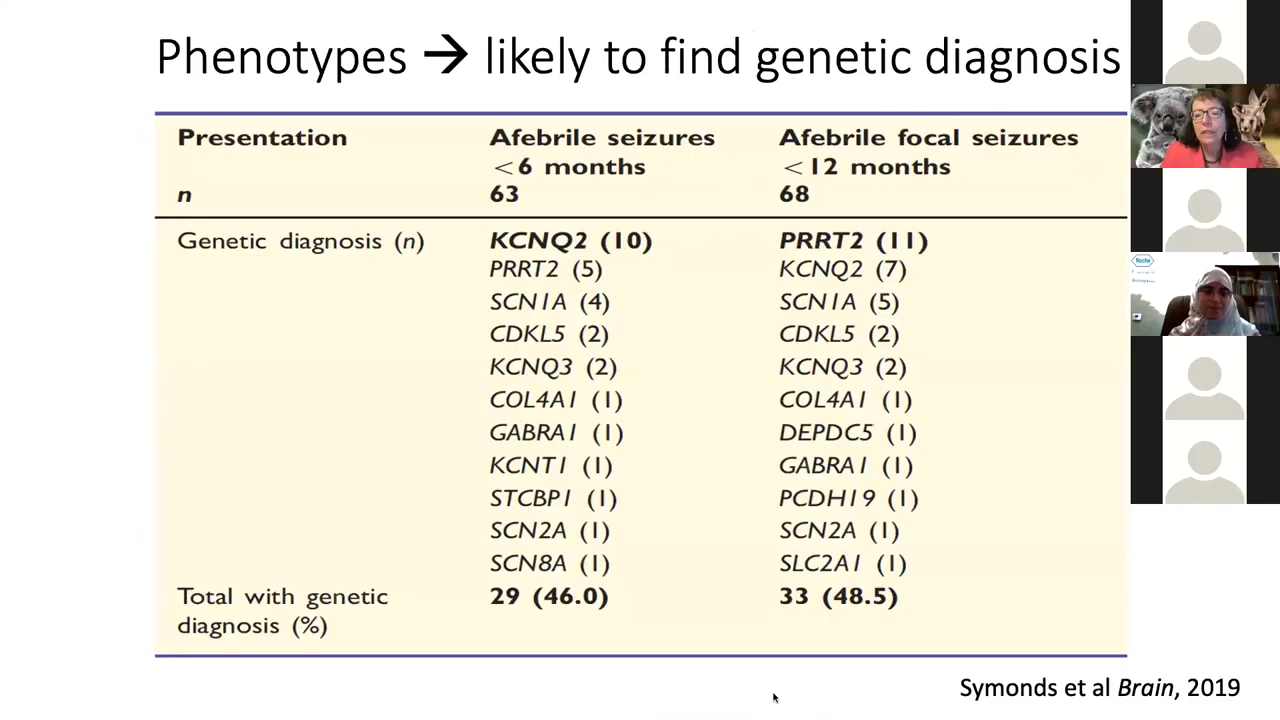 Phenotypes → likely to find genetic diagnosis
Presentation Afebrile seizures Afebrile focal seizures
<6 months <12 months
n 63 68
Genetic diagnosis (n) KCNQ2 (10) PRRT2 (11)
PRRT2 (5) KCNQ2 (7)
SCN1A (4) SCN1A (5)
CDKL5 (2) CDKL5 (2)
KCNQ3 (2) KCNQ3 (2)
COL4A1 (1) COL4A1 (1)
GABRA1 (1) DEPDC5 (1)
KCNT1 (1) GABRA1 (1)
STCBP1 (1) PCDH19 (1)
SCN2A (1) SCN2A (1)
SCN8A (1) SLC2A1 (1)
Total with genetic 29 (46.0) 33 (48.5)
diagnosis (%)
Symonds et al Brain, 2019
Roche